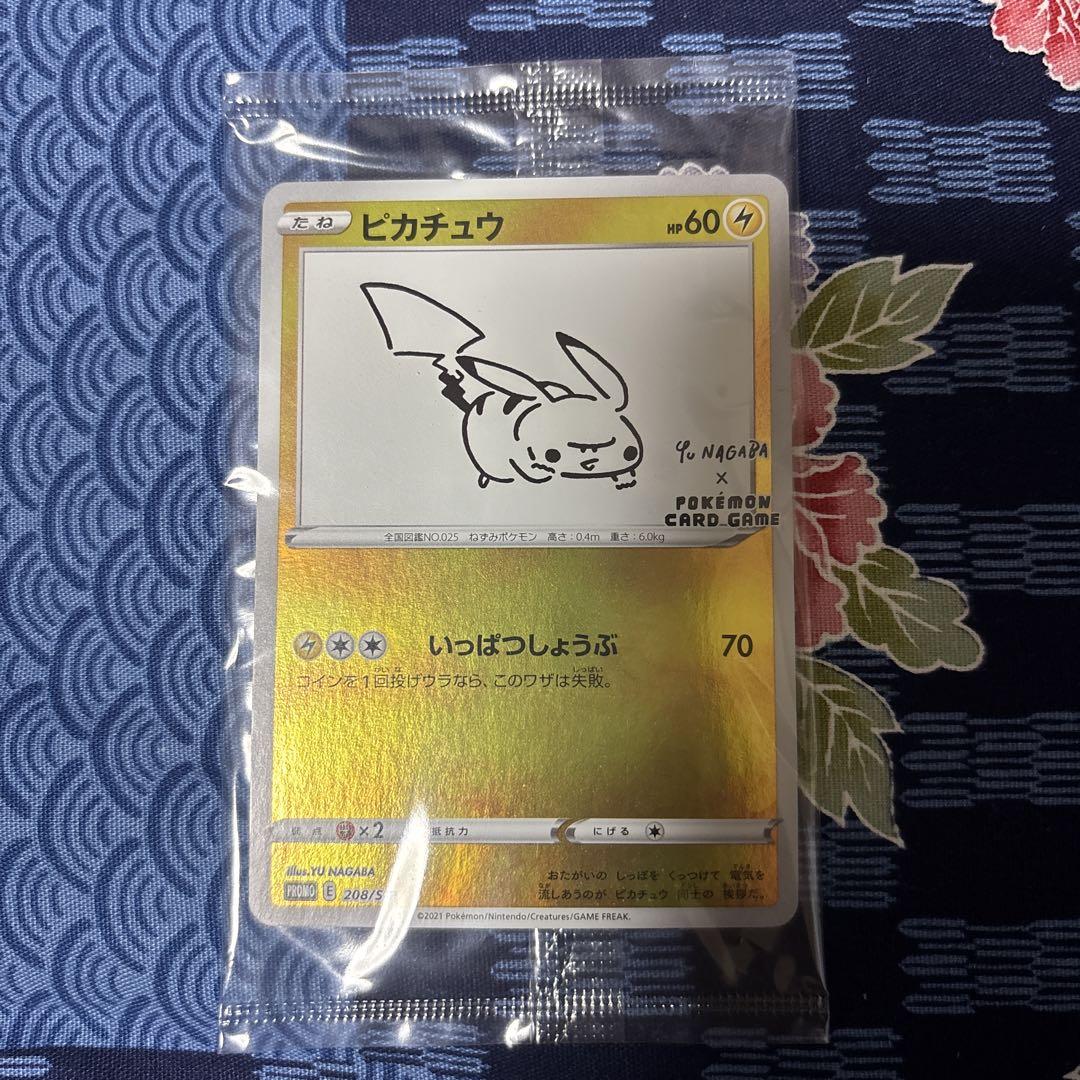 たね ピカチュウ HP60
Yu NAGABA
×
POKÉMON
CARD GAME
全国図鑑NO.025 ねずみポケモン 高さ:0.4m 重さ:6.0kg
いっぱつしょうぶ 70
コインを1回投げウラなら、このワザは失敗。
弱点 ×2 抵抗力 にげる
illus.YU NAGABA
PROMO E 208/S
おたがいの しっぽを くっつけて 電気を
流しあうのが ピカチュウ 同士の 挨拶だ。
©2021 Pokémon/Nintendo/Creatures/GAME FREAK.